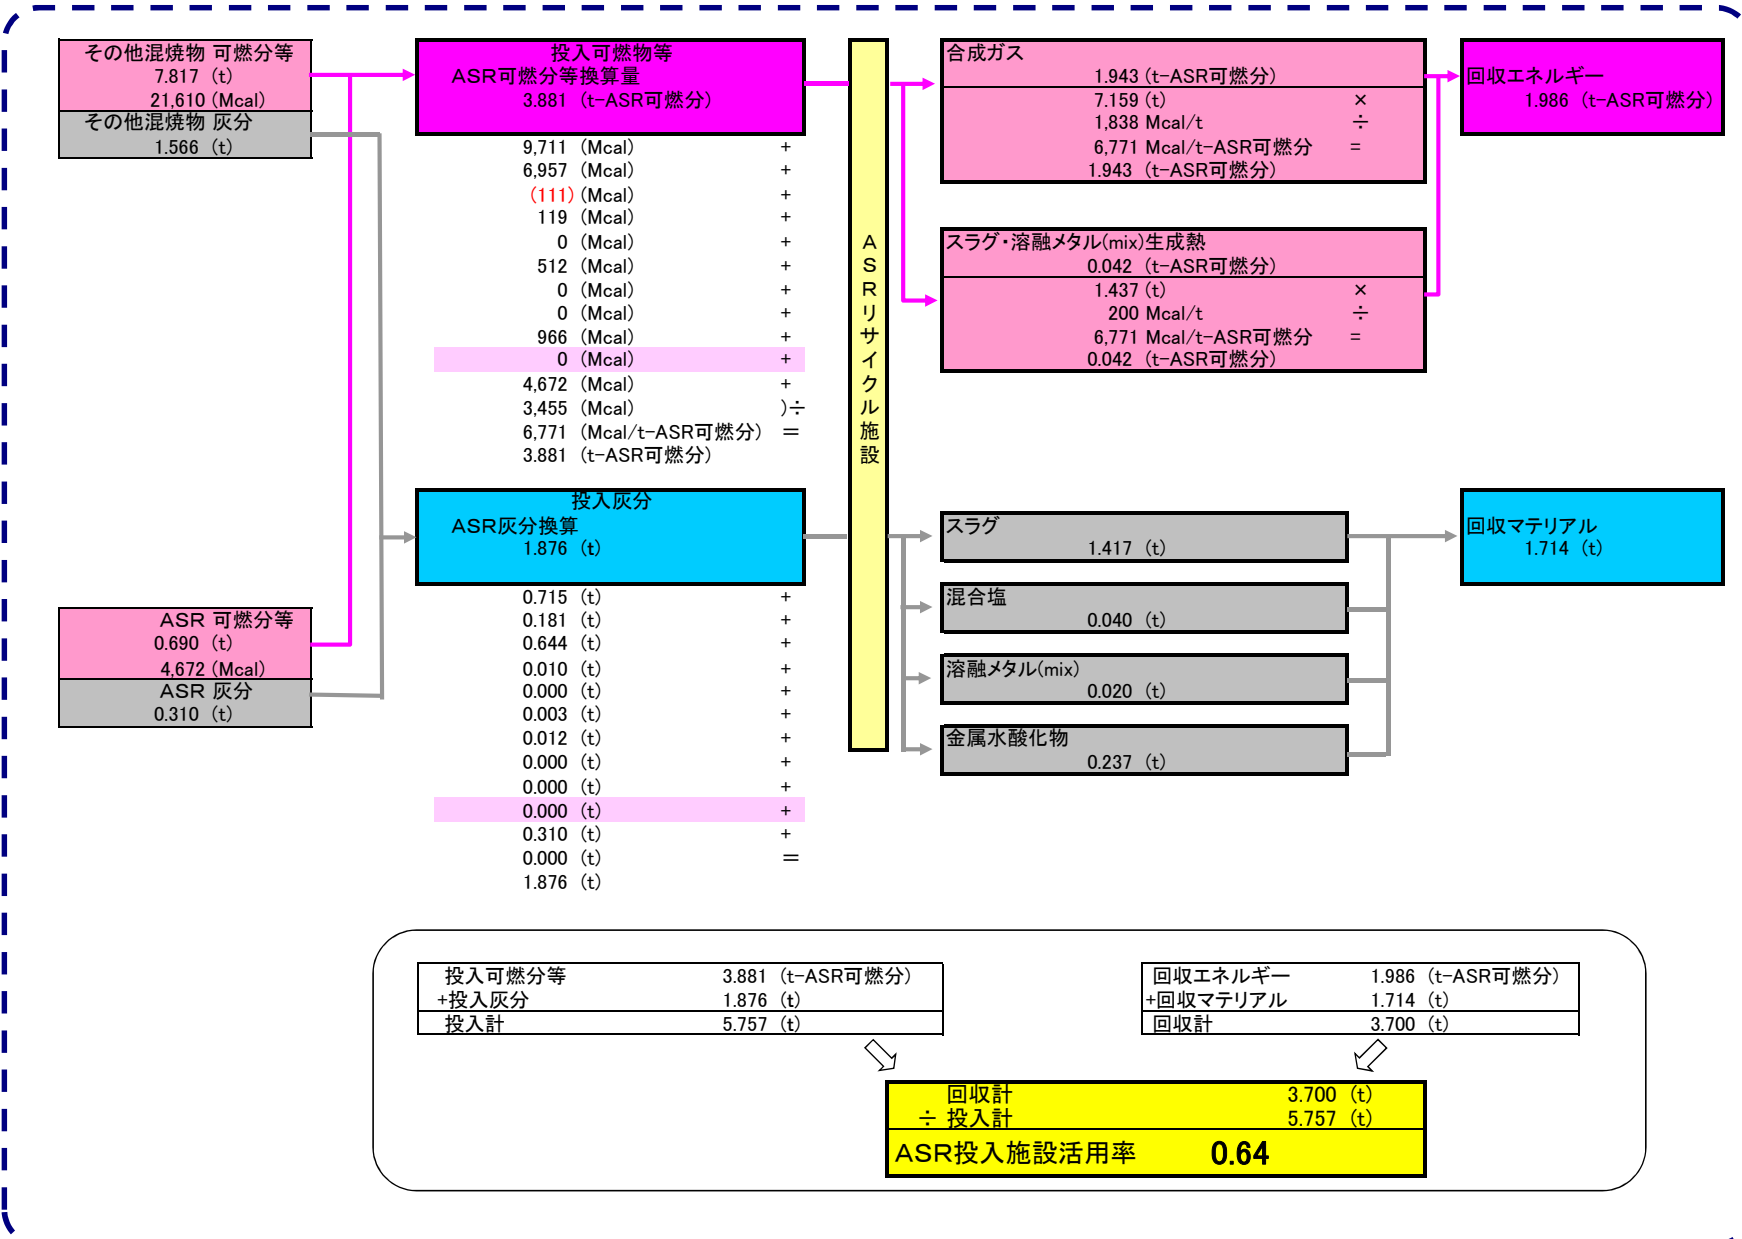 その他混焼物 可燃分等
7.817 (t)
21,610 (Mcal)
その他混焼物 灰分
1.566 (t)
ASR 可燃分等
0.690 (t)
4,672 (Mcal)
ASR 灰分
0.310 (t)
投入可燃物等
ASR可燃分等換算量
3.881 (t-ASR可燃分)
9,711 (Mcal) +
6,957 (Mcal) +
(111) (Mcal) +
119 (Mcal) +
0 (Mcal) +
512 (Mcal) +
0 (Mcal) +
0 (Mcal) +
966 (Mcal) +
0 (Mcal) +
4,672 (Mcal) +
3,455 (Mcal) )÷
6,771 (Mcal/t-ASR可燃分) =
3.881 (t-ASR可燃分)
投入灰分
ASR灰分換算
1.876 (t)
0.715 (t) +
0.181 (t) +
0.644 (t) +
0.010 (t) +
0.000 (t) +
0.003 (t) +
0.012 (t) +
0.000 (t) +
0.000 (t) +
0.000 (t) +
0.310 (t) +
0.000 (t) =
1.876 (t)
ASRリサイクル施設
合成ガス
1.943 (t-ASR可燃分)
7.159 (t) ×
1,838 Mcal/t ÷
6,771 Mcal/t-ASR可燃分 =
1.943 (t-ASR可燃分)
スラグ・溶融メタル(mix)生成熱
0.042 (t-ASR可燃分)
1.437 (t) ×
200 Mcal/t ÷
6,771 Mcal/t-ASR可燃分 =
0.042 (t-ASR可燃分)
スラグ
1.417 (t)
混合塩
0.040 (t)
溶融メタル(mix)
0.020 (t)
金属水酸化物
0.237 (t)
回収エネルギー
1.986 (t-ASR可燃分)
回収マテリアル
1.714 (t)
投入可燃分等 3.881 (t-ASR可燃分)
+投入灰分 1.876 (t)
投入計 5.757 (t)
回収エネルギー 1.986 (t-ASR可燃分)
+回収マテリアル 1.714 (t)
回収計 3.700 (t)
回収計 3.700 (t)
÷ 投入計 5.757 (t)
ASR投入施設活用率 0.64